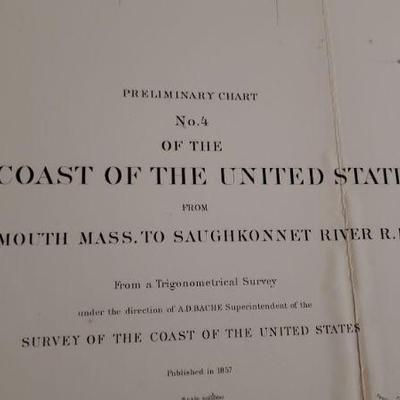 PRELIMINARY CHART
No. 4
OF THE
COAST OF THE UNITED STATE
FROM
MOUTH MASS. TO SAUGHKONNET RIVER R.I
From a Trigonometrical Survey
under the direction of A.D. BACHE Superintendent of the
SURVEY OF THE COAST OF THE UNITED STATES
Published in 1857